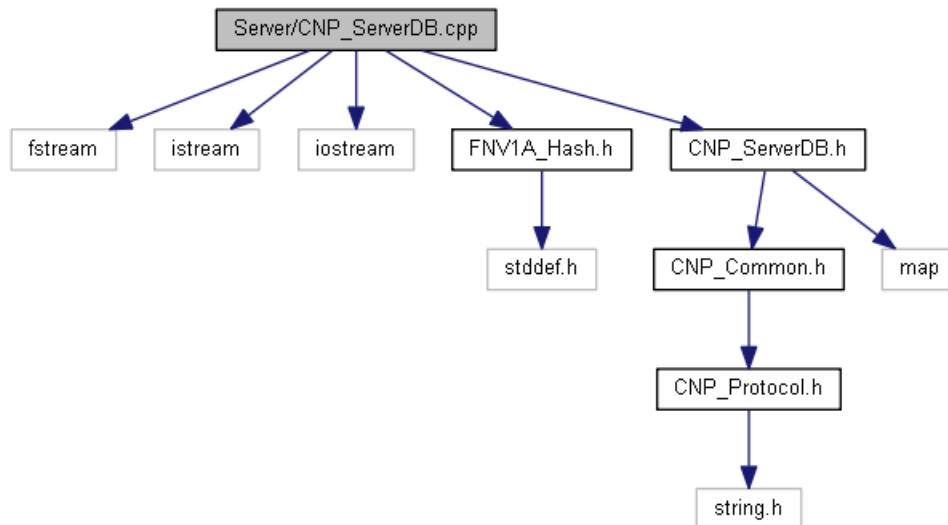 Server/CNP_ServerDB.cpp
fstream
istream
iostream
FNV1A_Hash.h
CNP_ServerDB.h
stddef.h
CNP_Common.h
map
CNP_Protocol.h
string.h